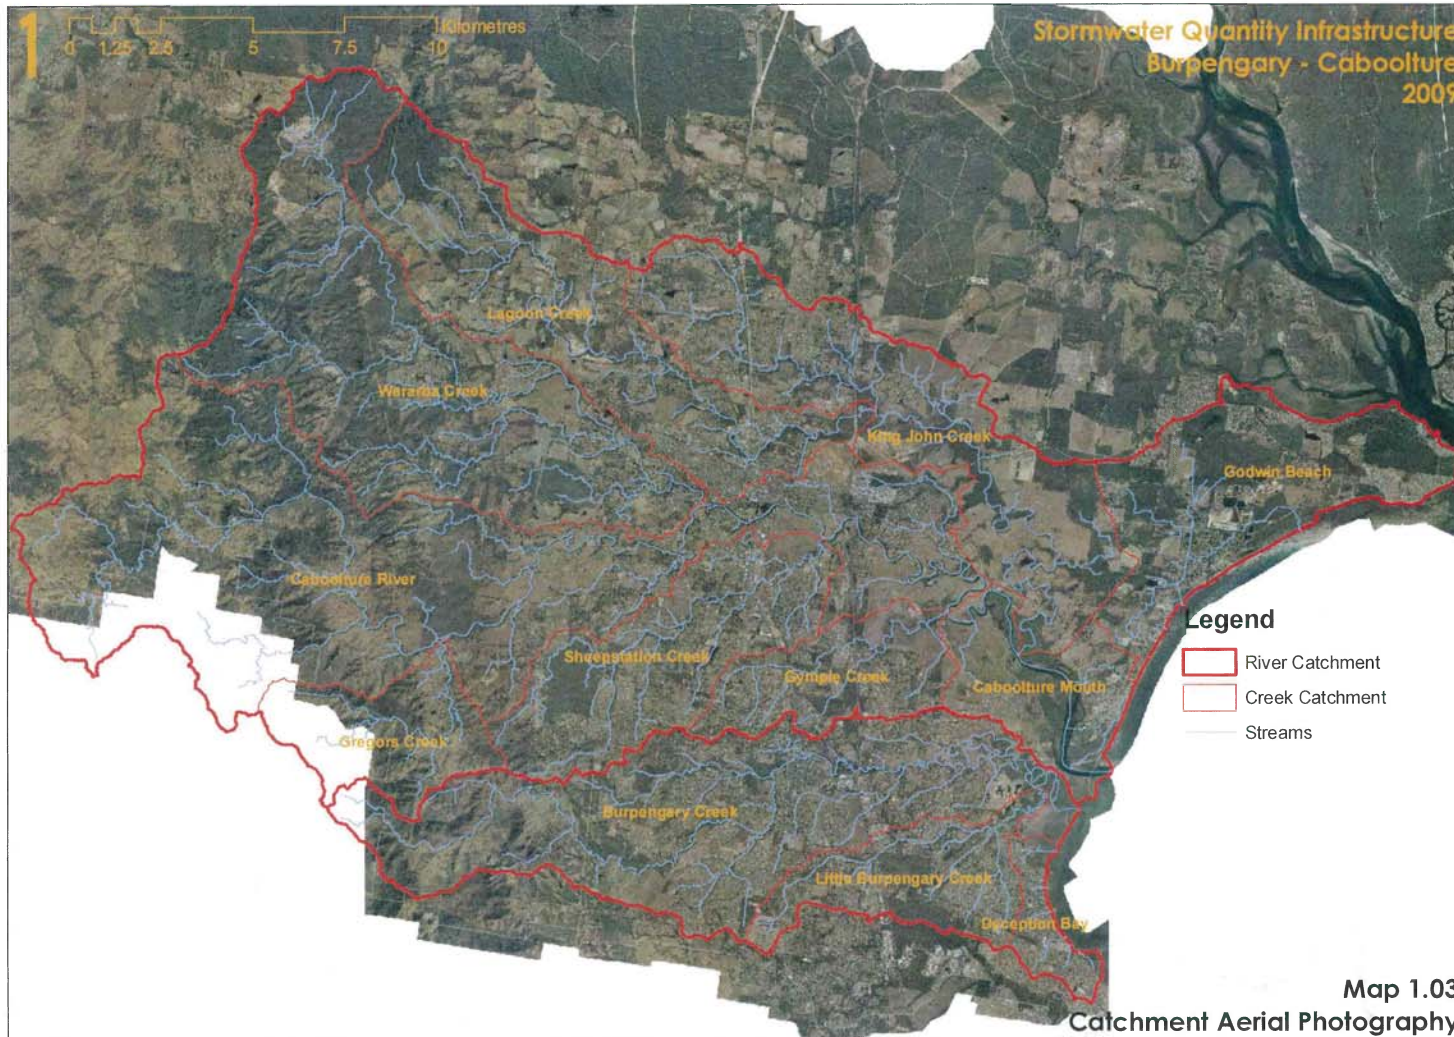 1
0 1.25 2.5 5 7.5 10 Kilometres
Stormwater Quantity Infrastructure
Burpengary - Caboolture
2009
Lagoon Creek
Wararba Creek
King John Creek
Godwin Beach
Caboolture River
Sheepstation Creek
Gympie Creek
Caboolture Mouth
Gregors Creek
Burpengary Creek
Little Burpengary Creek
Deception Bay
Legend
River Catchment
Creek Catchment
Streams
Map 1.03
Catchment Aerial Photography